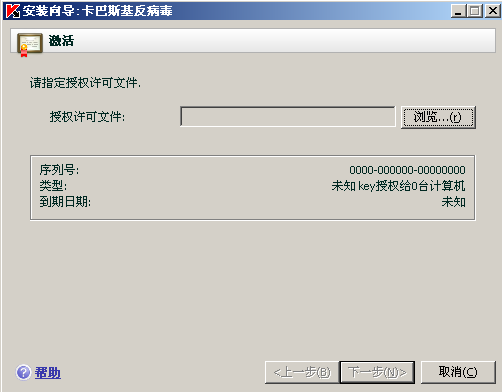 安装向导:卡巴斯基反病毒
激活
请指定授权许可文件.
授权许可文件:
浏览...(r)
序列号: 0000-000000-00000000
类型: 未知 key授权给0台计算机
到期日期: 未知
帮助 <上一步(B) 下一步(N)> 取消(C)